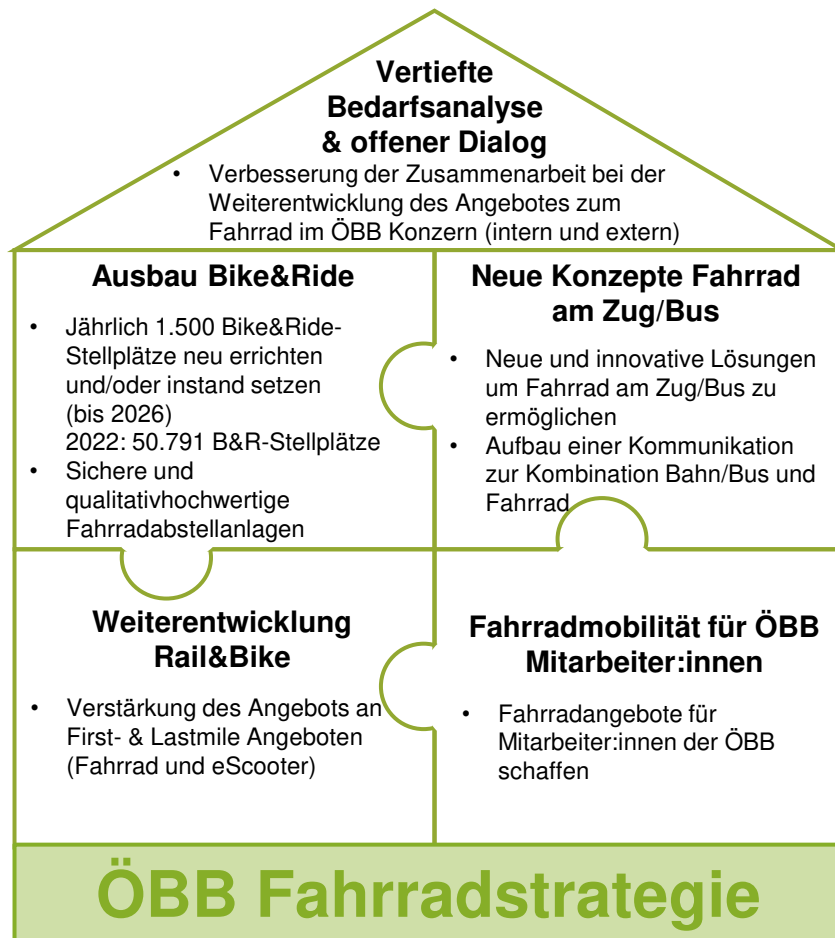 Vertiefte
Bedarfsanalyse
& offener Dialog
• Verbesserung der Zusammenarbeit bei der
Weiterentwicklung des Angebotes zum
Fahrrad im ÖBB Konzern (intern und extern)
Ausbau Bike&Ride
• Jährlich 1.500 Bike&Ride-
Stellplätze neu errichten
und/oder instand setzen
(bis 2026)
2022: 50.791 B&R-Stellplätze
• Sichere und
qualitativhochwertige
Fahrradabstellanlagen
Neue Konzepte Fahrrad
am Zug/Bus
• Neue und innovative Lösungen
um Fahrrad am Zug/Bus zu
ermöglichen
• Aufbau einer Kommunikation
zur Kombination Bahn/Bus und
Fahrrad
Weiterentwicklung
Rail&Bike
• Verstärkung des Angebots an
First- & Lastmile Angeboten
(Fahrrad und eScooter)
Fahrradmobilität für ÖBB
Mitarbeiter:innen
• Fahrradangebote für
Mitarbeiter:innen der ÖBB
schaffen
ÖBB Fahrradstrategie